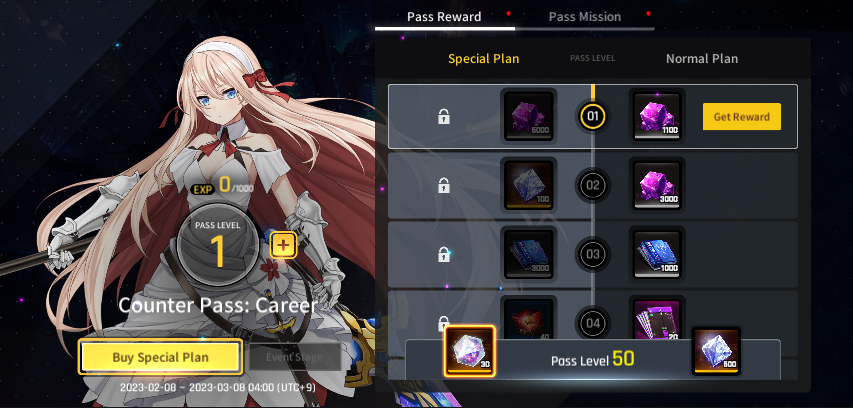 Pass Reward
Pass Mission
Special Plan
PASS LEVEL
Normal Plan
6000
01
1100
Get Reward
EXP 0/1000
100
02
3000
PASS LEVEL
1
3000
03
1000
Counter Pass: Career
40
04
20
Buy Special Plan
Event Stage
30
Pass Level 50
600
2023-02-08 ~ 2023-03-08 04:00 (UTC+9)